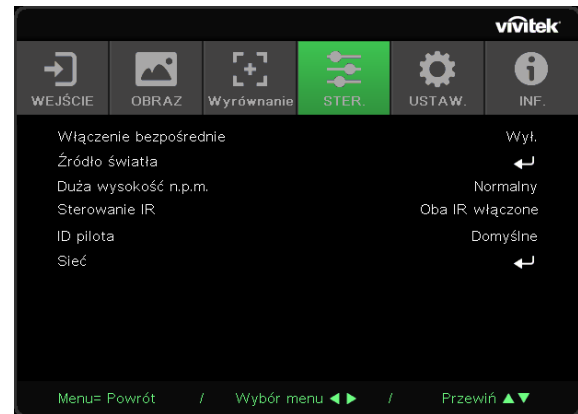 vivitek
WEJŚCIE OBRAZ Wyrównanie STER. USTAW. INF.
Włączenie bezpośrednie Wył.
Źródło światła
Duża wysokość n.p.m. Normalny
Sterowanie IR Oba IR włączone
ID pilota Domyślne
Sieć
Menu= Powrót / Wybór menu ◀ ▶ / Przewiń ▲▼